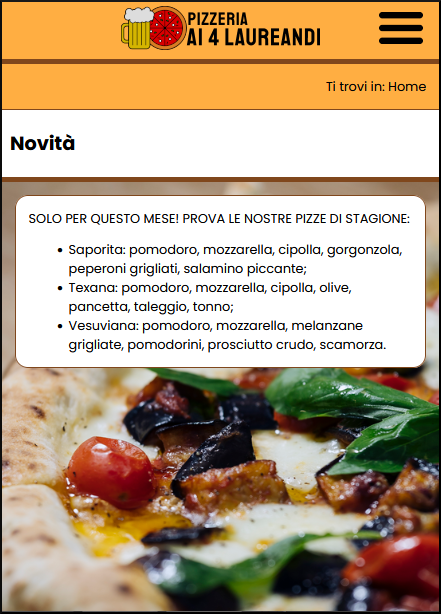 PIZZERIA
AI 4 LAUREANDI
Ti trovi in: Home
Novità
SOLO PER QUESTO MESE! PROVA LE NOSTRE PIZZE DI STAGIONE:
• Saporita: pomodoro, mozzarella, cipolla, gorgonzola,
peperoni grigliati, salamino piccante;
• Texana: pomodoro, mozzarella, cipolla, olive,
pancetta, taleggio, tonno;
• Vesuviana: pomodoro, mozzarella, melanzane
grigliate, pomodorini, prosciutto crudo, scamorza.